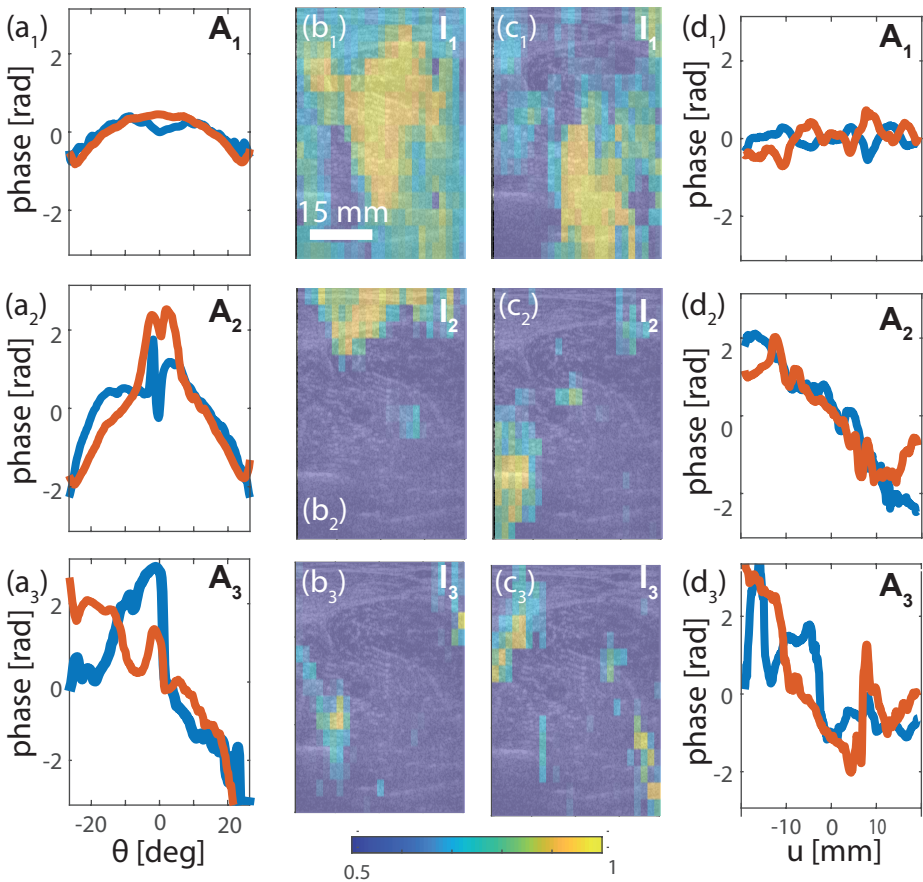 (a1) A1 (b1) I1 (c1) I1 (d1) A1
phase [rad] 2 0 -2
15 mm
phase [rad] 2 0 -2
(a2) A2 I2 (c2) I2 (d2) A2
phase [rad] 2 0 -2
(b2)
phase [rad] 2 0 -2
(a3) A3 (b3) I3 (c3) I3 (d3) A3
phase [rad] 2 0 -2
phase [rad] 2 0 -2
-20 0 20
θ [deg]
0.5 1
-10 0 10
u [mm]